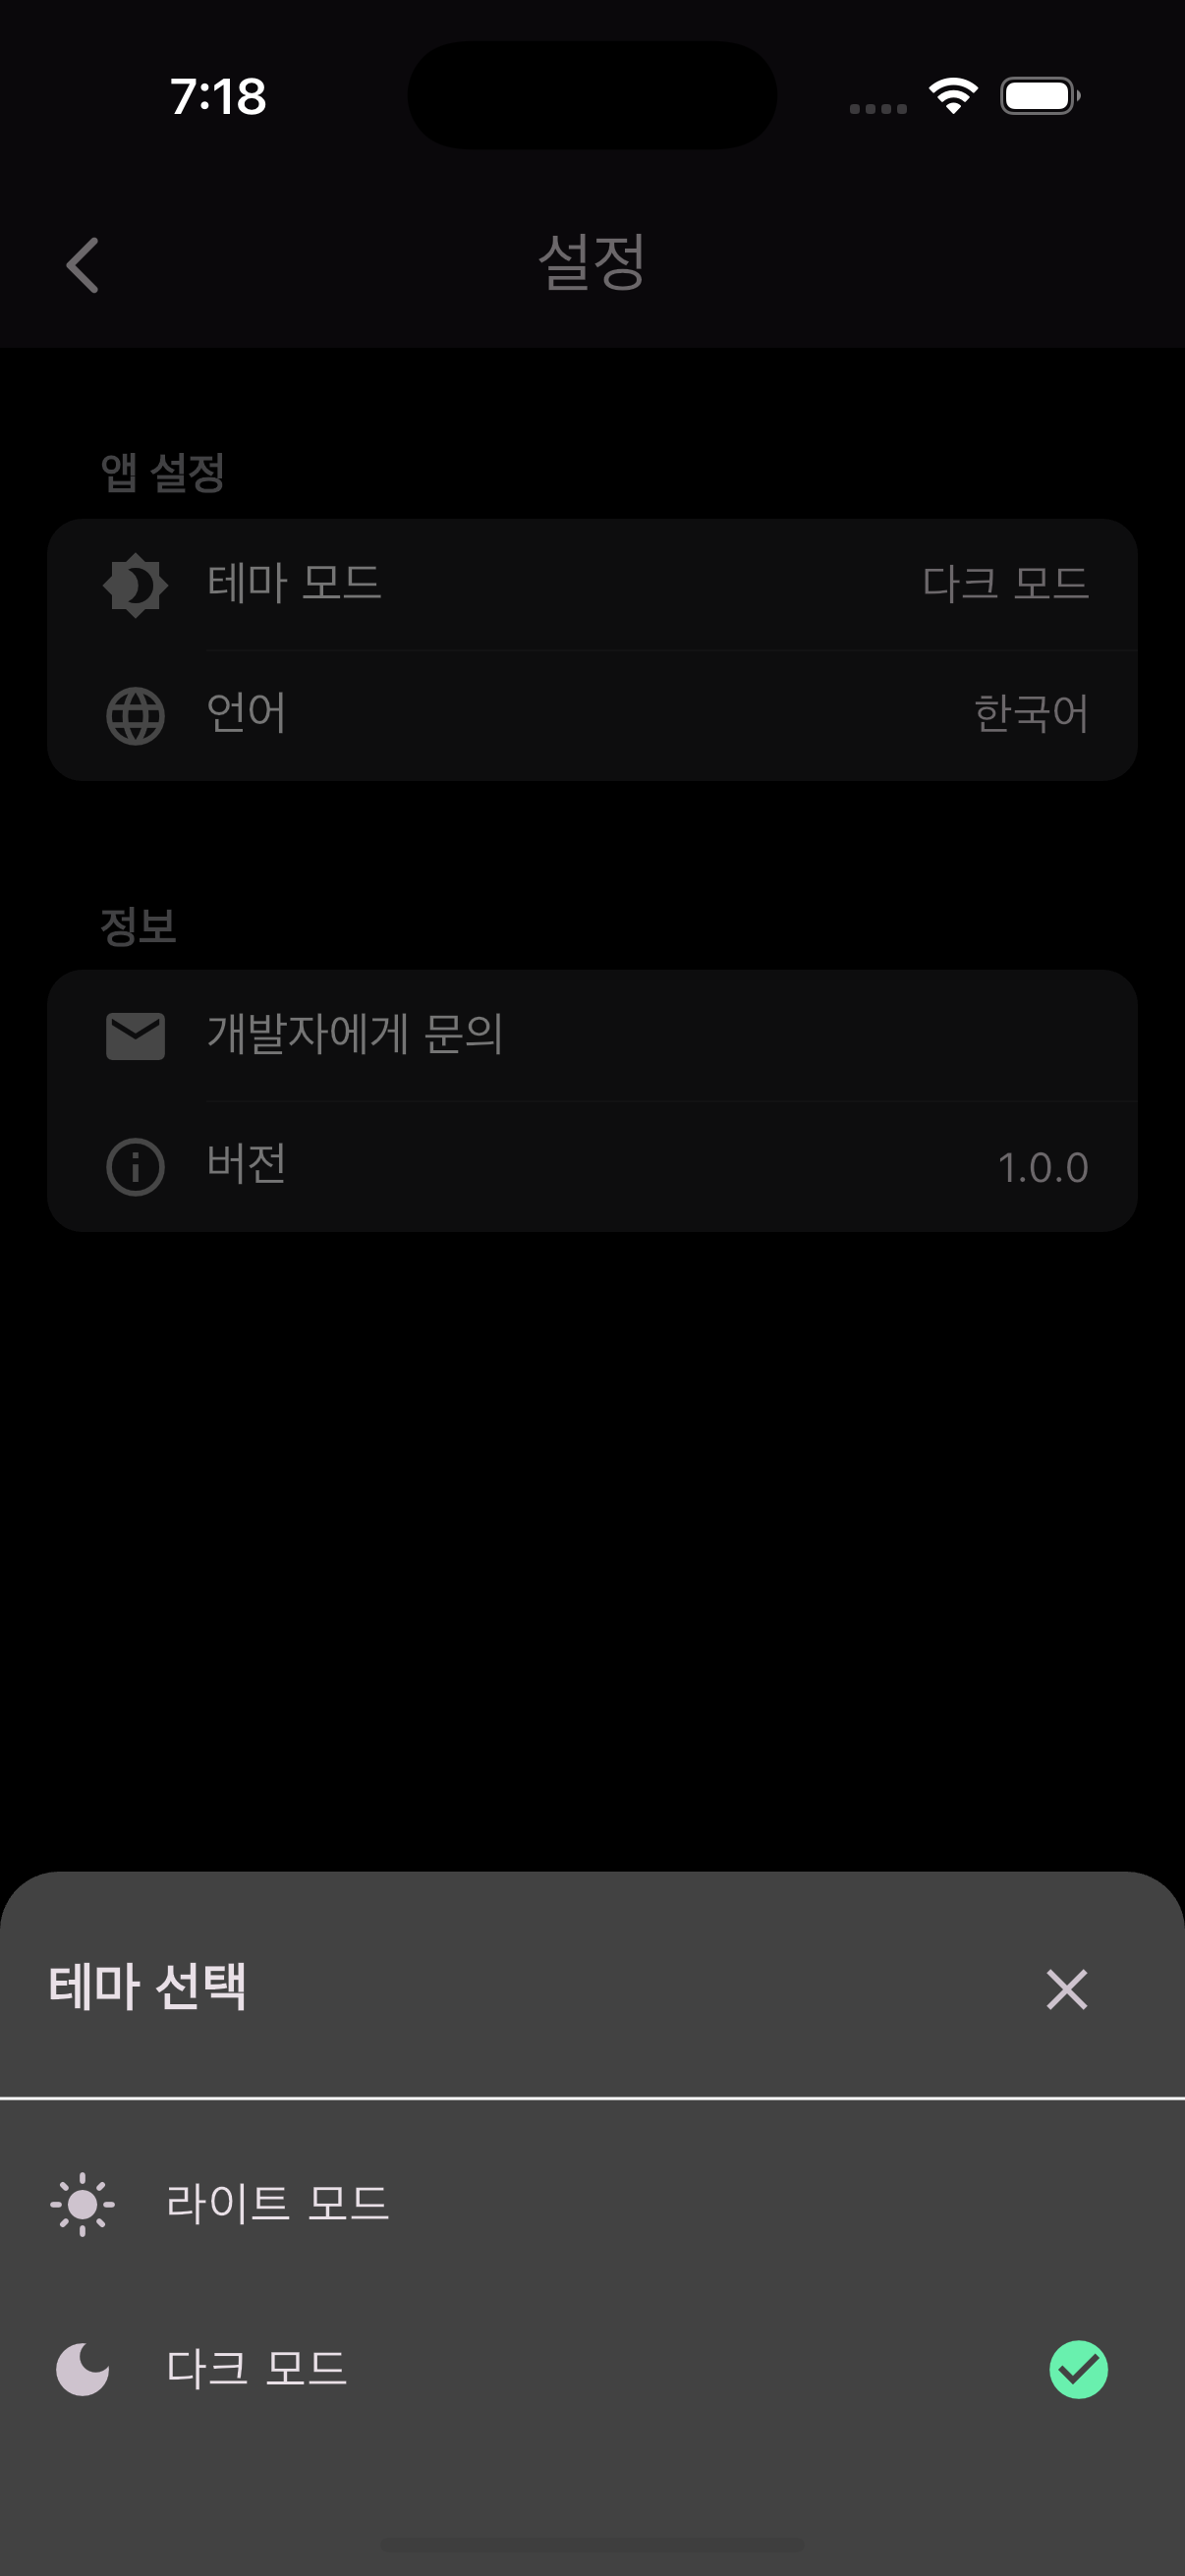 7:18
설정
앱 설정
테마 모드 다크 모드
언어 한국어
정보
개발자에게 문의
버전 1.0.0
테마 선택
라이트 모드
다크 모드